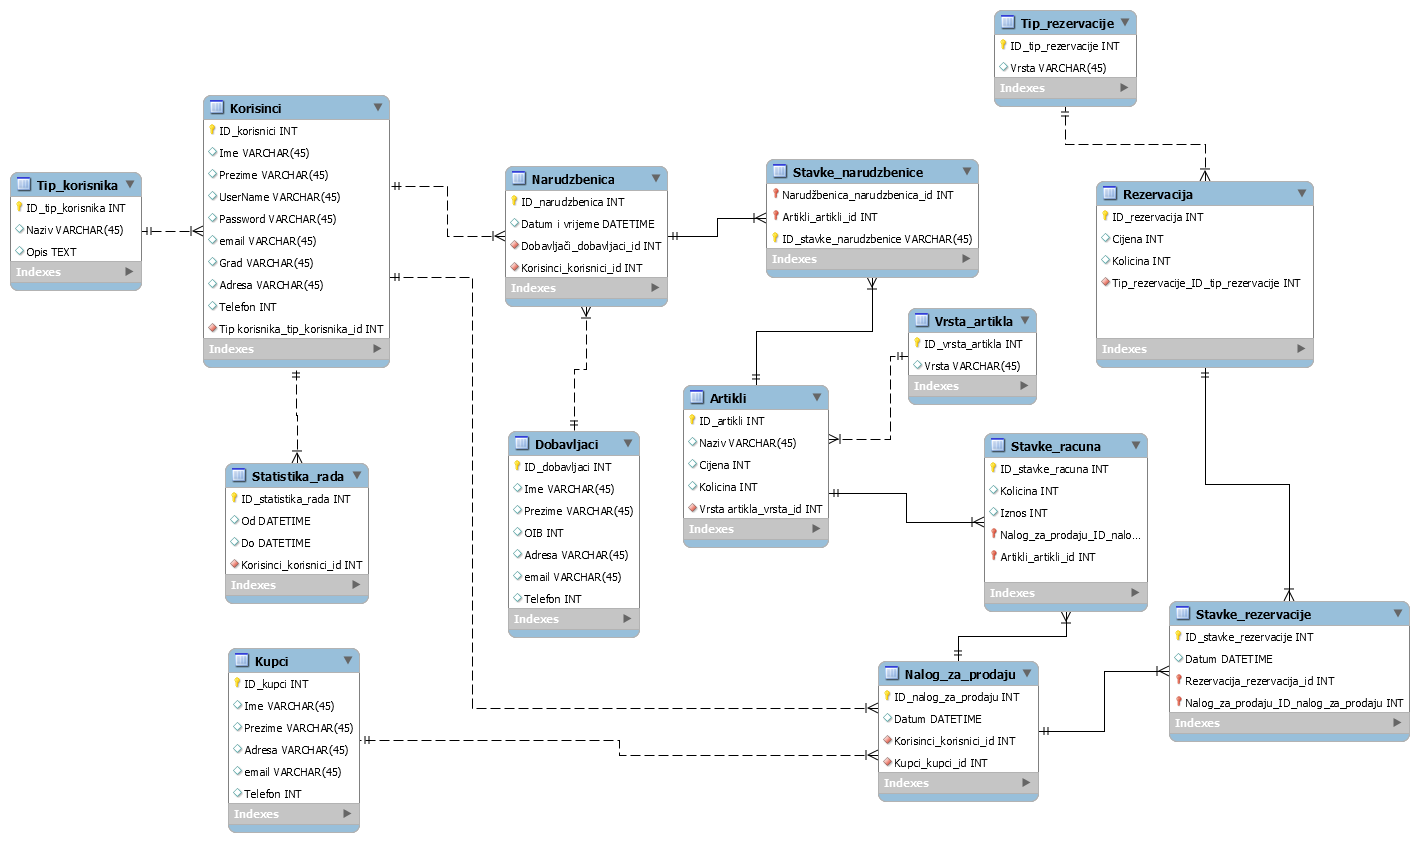 Tip_korisnika
ID_tip_korisnika INT
Naziv VARCHAR(45)
Opis TEXT
Indexes
Korisinci
ID_korisnici INT
Ime VARCHAR(45)
Prezime VARCHAR(45)
UserName VARCHAR(45)
Password VARCHAR(45)
email VARCHAR(45)
Grad VARCHAR(45)
Adresa VARCHAR(45)
Telefon INT
Tip korisnika_tip_korisnika_id INT
Indexes
Statistika_rada
ID_statistika_rada INT
Od DATETIME
Do DATETIME
Korisinci_korisnici_id INT
Indexes
Kupci
ID_kupci INT
Ime VARCHAR(45)
Prezime VARCHAR(45)
Adresa VARCHAR(45)
email VARCHAR(45)
Telefon INT
Indexes
Narudzbenica
ID_narudzbenica INT
Datum i vrijeme DATETIME
Dobavljači_dobavljaci_id INT
Korisinci_korisnici_id INT
Indexes
Dobavljaci
ID_dobavljaci INT
Ime VARCHAR(45)
Prezime VARCHAR(45)
OIB INT
Adresa VARCHAR(45)
email VARCHAR(45)
Telefon INT
Indexes
Stavke_narudzbenice
Narudžbenica_narudzbenica_id INT
Artikli_artikli_id INT
ID_stavke_narudzbenice VARCHAR(45)
Indexes
Vrsta_artikla
ID_vrsta_artikla INT
Vrsta VARCHAR(45)
Indexes
Artikli
ID_artikli INT
Naziv VARCHAR(45)
Cijena INT
Kolicina INT
Vrsta artikla_vrsta_id INT
Indexes
Stavke_racuna
ID_stavke_racuna INT
Kolicina INT
Iznos INT
Nalog_za_prodaju_ID_nalo...
Artikli_artikli_id INT
Indexes
Nalog_za_prodaju
ID_nalog_za_prodaju INT
Datum DATETIME
Korisinci_korisnici_id INT
Kupci_kupci_id INT
Indexes
Tip_rezervacije
ID_tip_rezervacije INT
Vrsta VARCHAR(45)
Indexes
Rezervacija
ID_rezervacija INT
Cijena INT
Kolicina INT
Tip_rezervacije_ID_tip_rezervacije INT
Indexes
Stavke_rezervacije
ID_stavke_rezervacije INT
Datum DATETIME
Rezervacija_rezervacija_id INT
Nalog_za_prodaju_ID_nalog_za_prodaju INT
Indexes